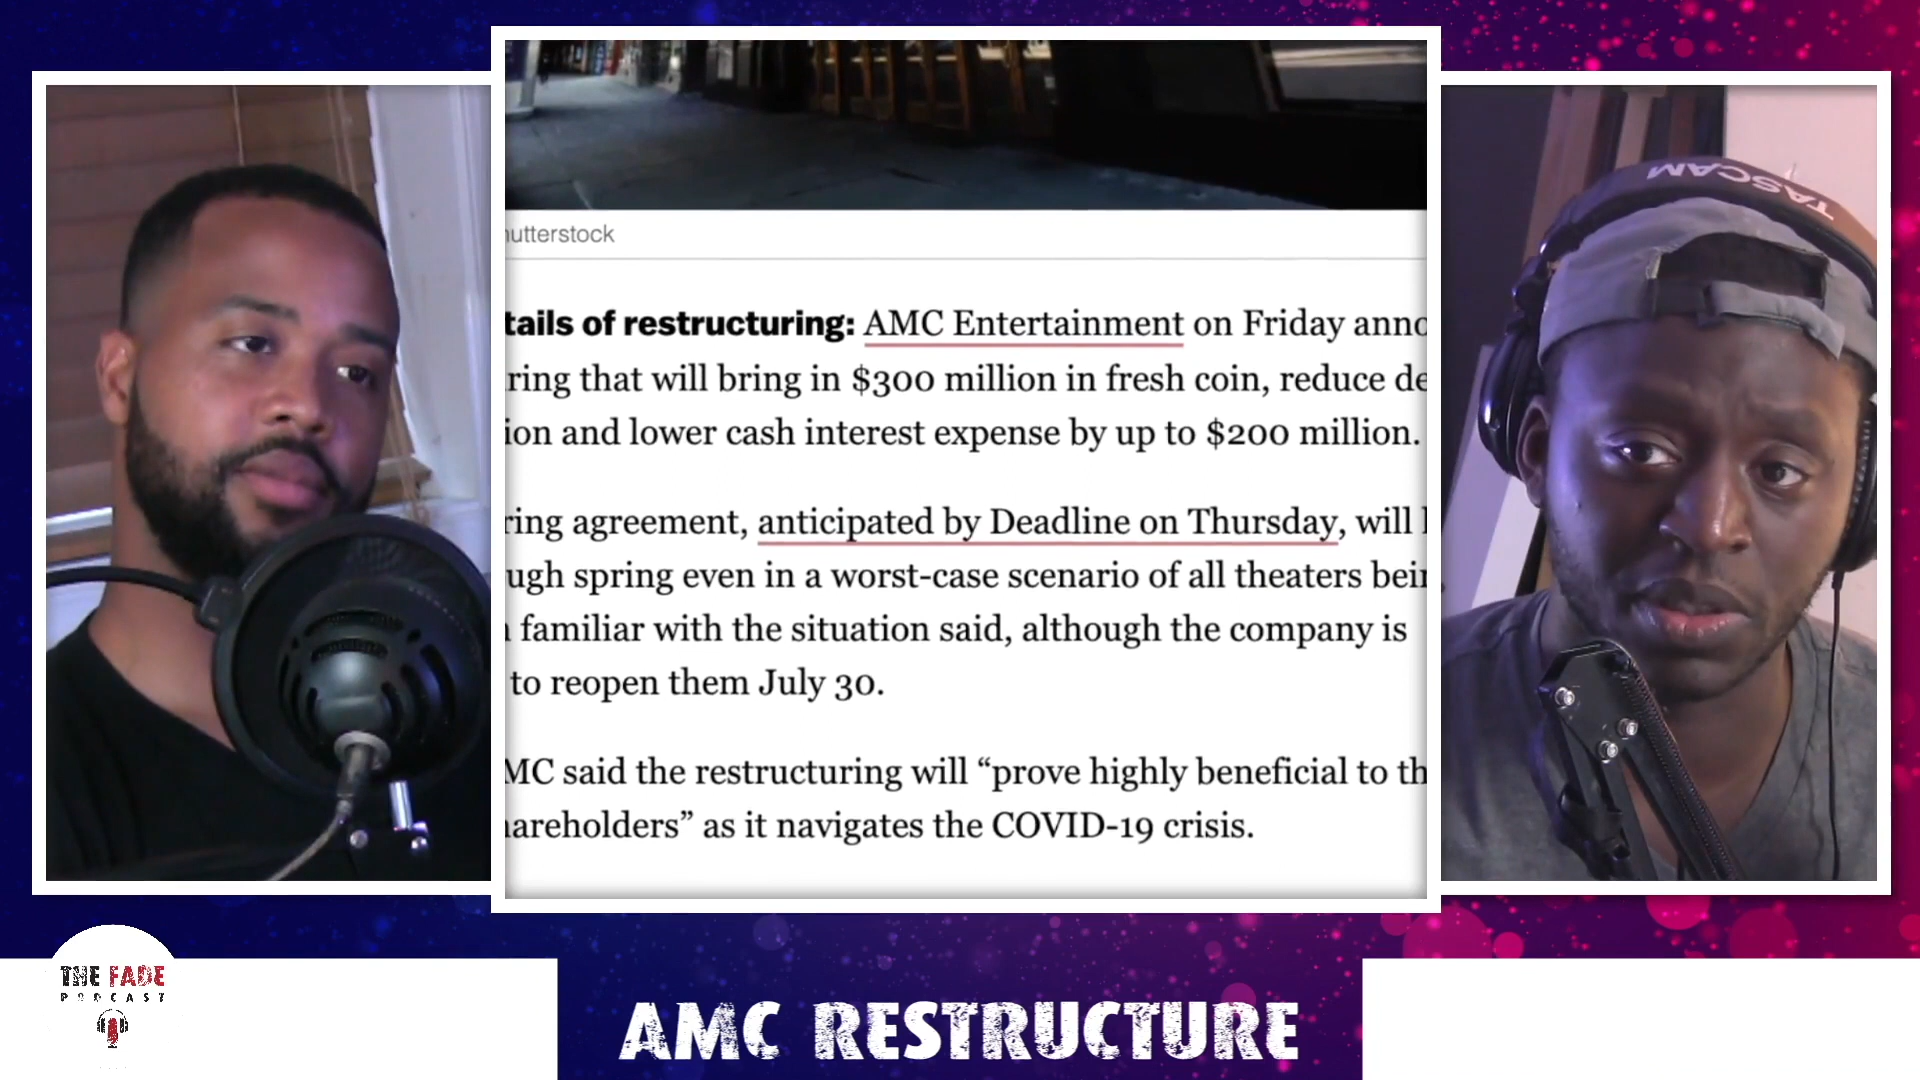 TASCAM
hutterstock
tails of restructuring: AMC Entertainment on Friday anno
ring that will bring in $300 million in fresh coin, reduce de
ion and lower cash interest expense by up to $200 million.
ring agreement, anticipated by Deadline on Thursday, will
ugh spring even in a worst-case scenario of all theaters bein
familiar with the situation said, although the company is
to reopen them July 30.
MC said the restructuring will “prove highly beneficial to th
hareholders” as it navigates the COVID-19 crisis.
THE FADE
PODCAST
AMC RESTRUCTURE